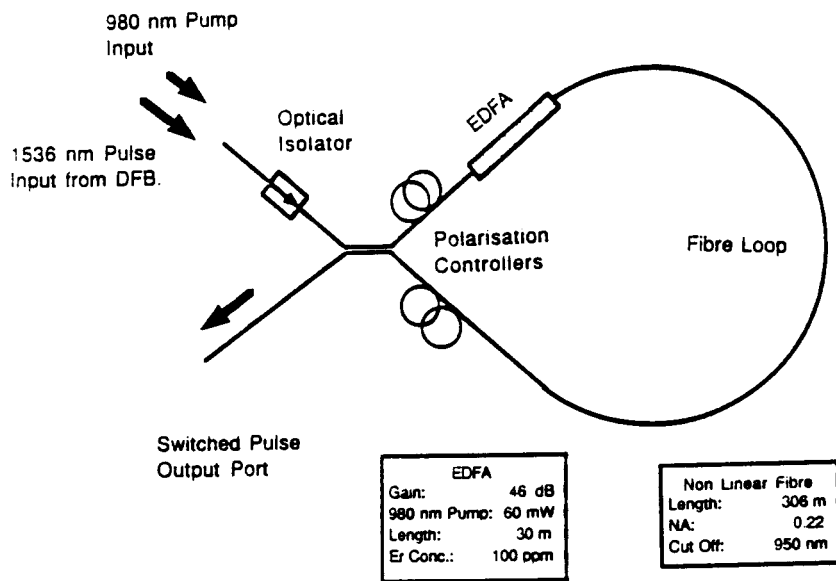 980 nm Pump
Input
1536 nm Pulse
Input from DFB.
Optical
Isolator
EDFA
Polarisation
Controllers
Fibre Loop
Switched Pulse
Output Port
EDFA
Gain: 46 dB
980 nm Pump: 60 mW
Length: 30 m
Er Conc.: 100 ppm
Non Linear Fibre
Length: 306 m
NA: 0.22
Cut Off: 950 nm